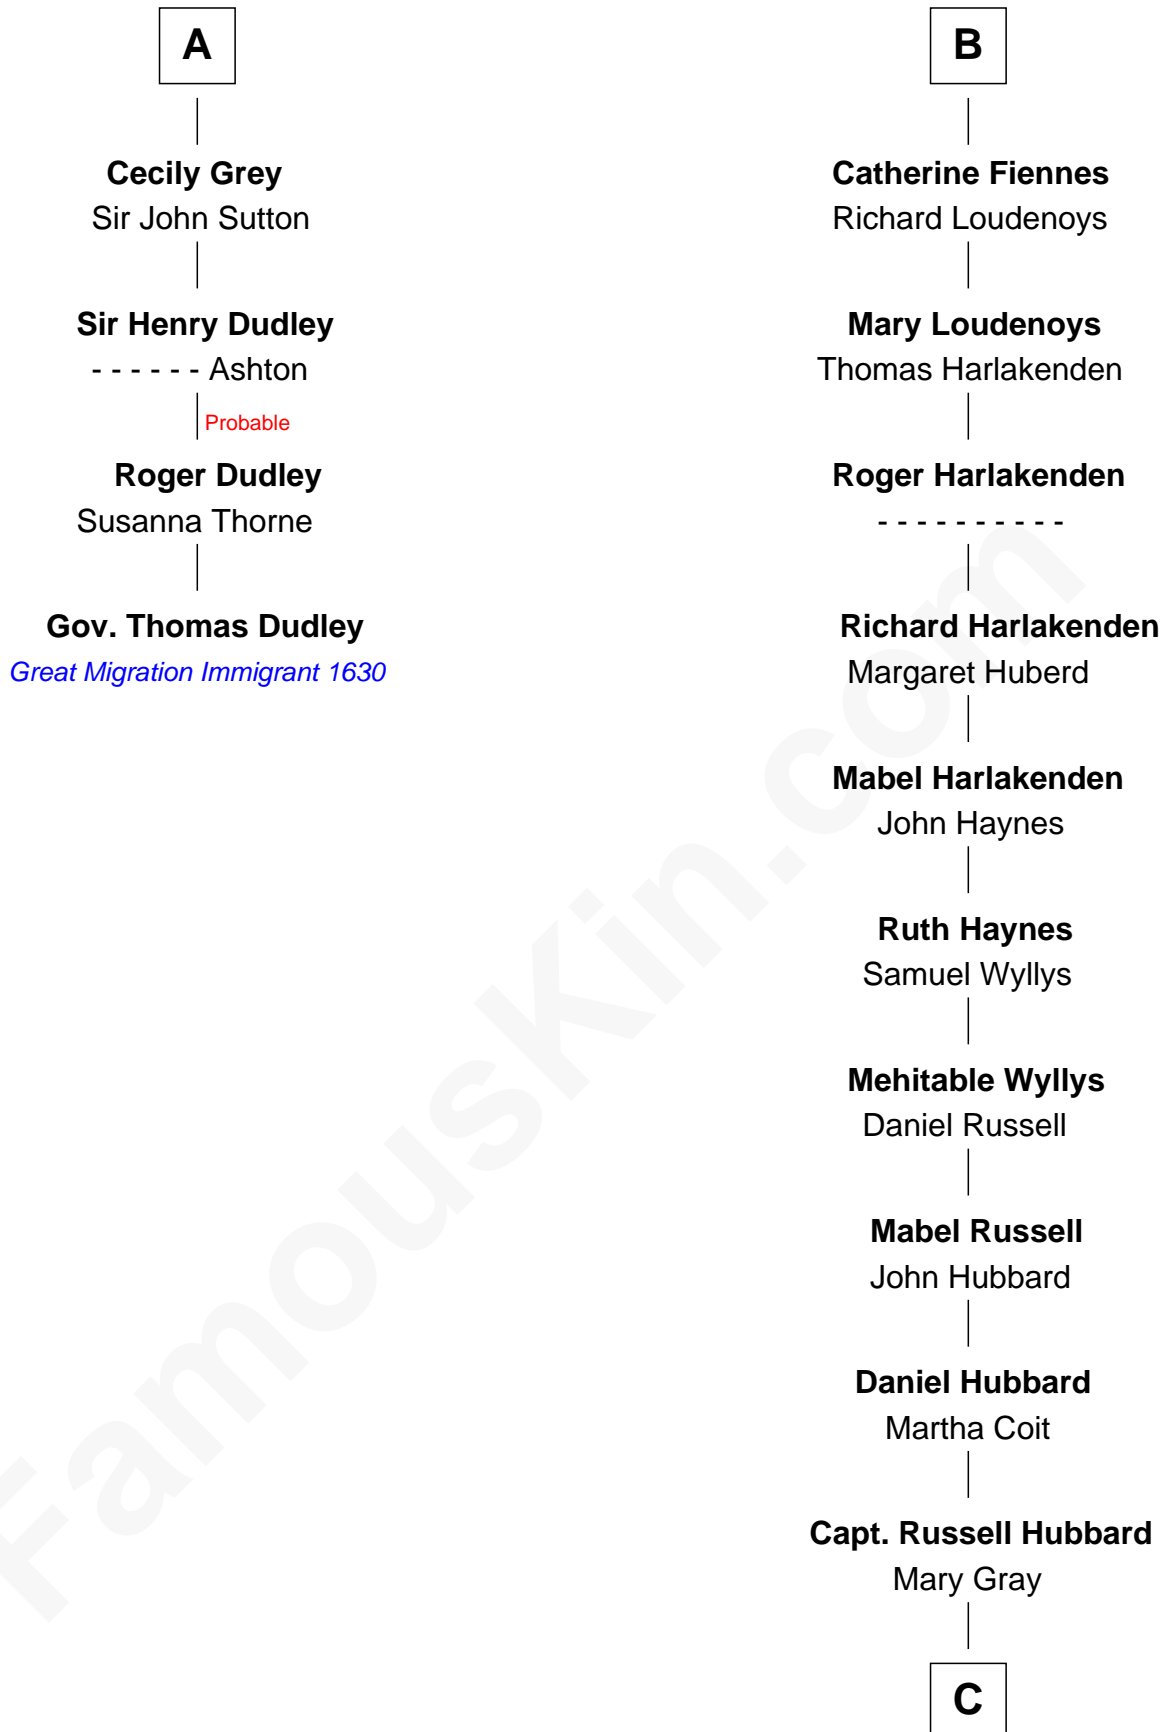 A
Cecily Grey
Sir John Sutton
Sir Henry Dudley
- - - - - - Ashton
Probable
Roger Dudley
Susanna Thorne
Gov. Thomas Dudley
Great Migration Immigrant 1630
B
Catherine Fiennes
Richard Loudenoys
Mary Loudenoys
Thomas Harlakenden
Roger Harlakenden
- - - - - - - - - -
Richard Harlakenden
Margaret Huberd
Mabel Harlakenden
John Haynes
Ruth Haynes
Samuel Wyllys
Mehitable Wyllys
Daniel Russell
Mabel Russell
John Hubbard
Daniel Hubbard
Martha Coit
Capt. Russell Hubbard
Mary Gray
C
FamousKin.com